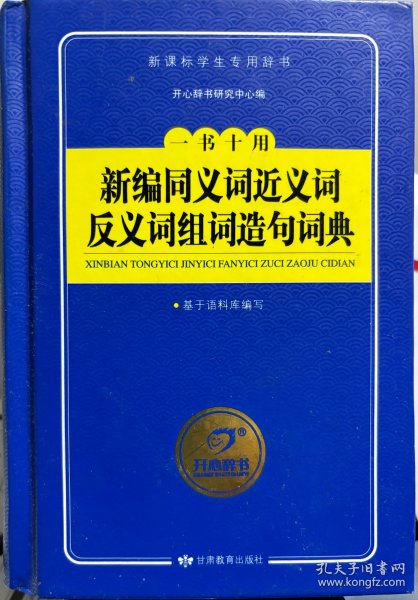 新课标学生专用辞书
开心辞书研究中心编
一书十用
新编同义词近义词
反义词组词造句词典
XINBIAN TONGYICI JINYICI FANYICI ZUCI ZAOJU CIDIAN
•基于语料库编写
®
开心辞书
甘肃教育出版社
孔夫子旧书网
www.kongfz.com